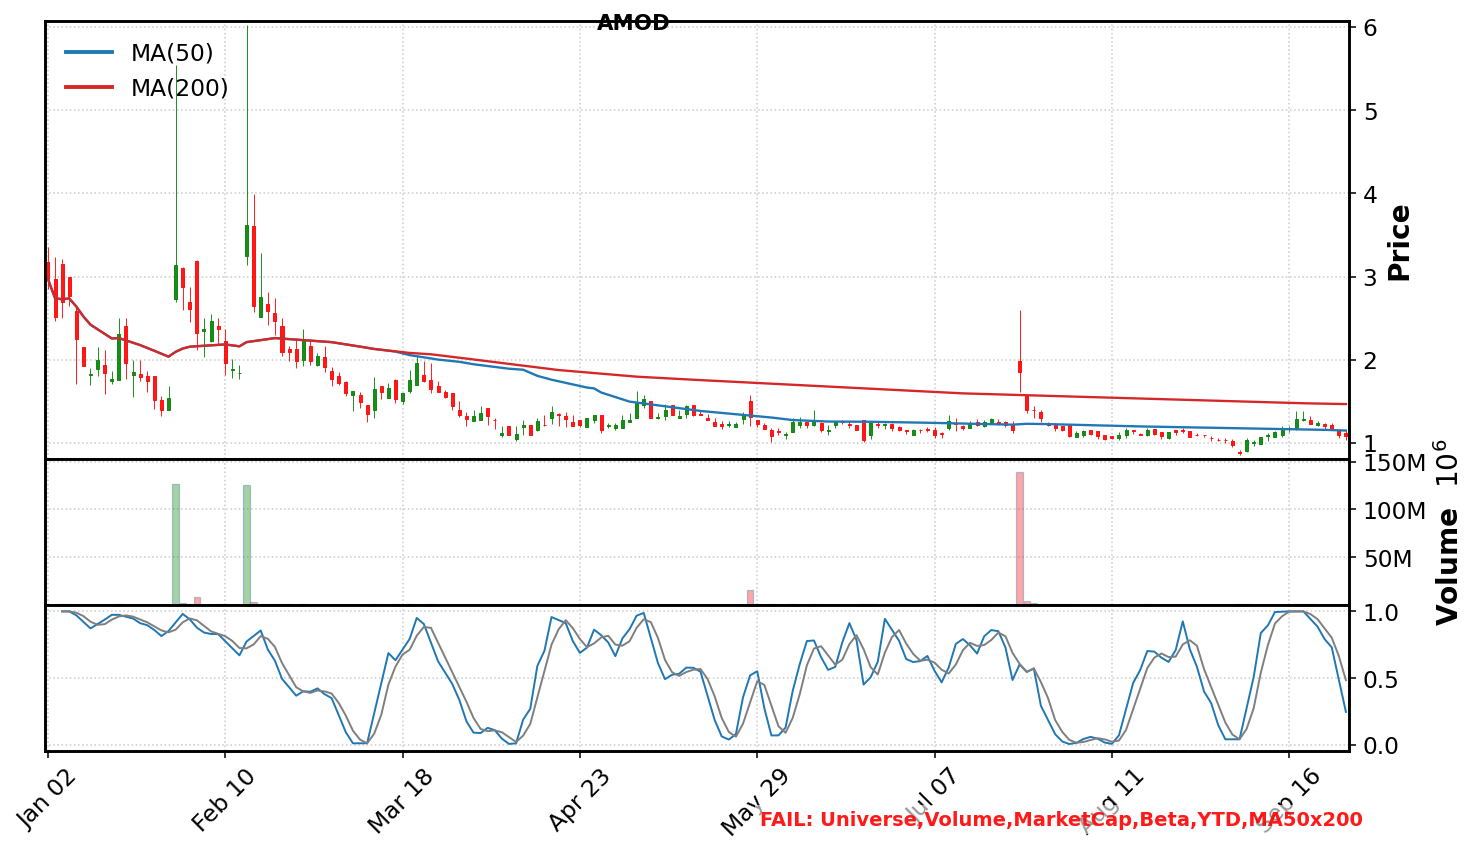 AMOD
MA(50)
MA(200)
6
5
4
3
2
1
Price
150M
100M
50M
Volume 10^6
1.0
0.5
0.0
Jan 02
Feb 10
Mar 18
Apr 23
May 29
Jul 07
Aug 11
Sep 16
FAIL: Universe,Volume,MarketCap,Beta,YTD,MA50x200